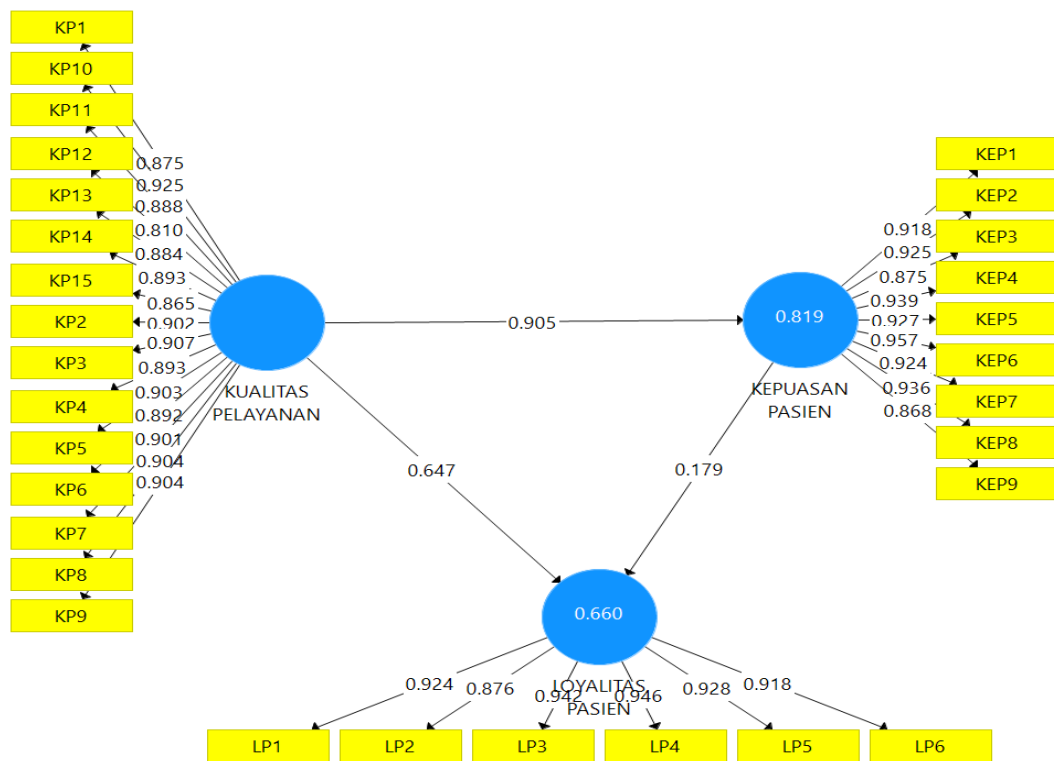 KP1
KP10
KP11
KP12
KP13
KP14
KP15
KP2
KP3
KP4
KP5
KP6
KP7
KP8
KP9
0.875
0.925
0.888
0.810
0.884
0.893
0.865
0.902
0.907
0.893
0.903
0.892
0.901
0.904
0.904
KUALITAS
PELAYANAN
0.905
0.647
0.179
0.819
KEPUASAN
PASIEN
0.918
0.925
0.875
0.939
0.927
0.957
0.924
0.936
0.868
KEP1
KEP2
KEP3
KEP4
KEP5
KEP6
KEP7
KEP8
KEP9
0.660
LOYALITAS
PASIEN
0.924
0.876
0.942
0.946
0.928
0.918
LP1
LP2
LP3
LP4
LP5
LP6